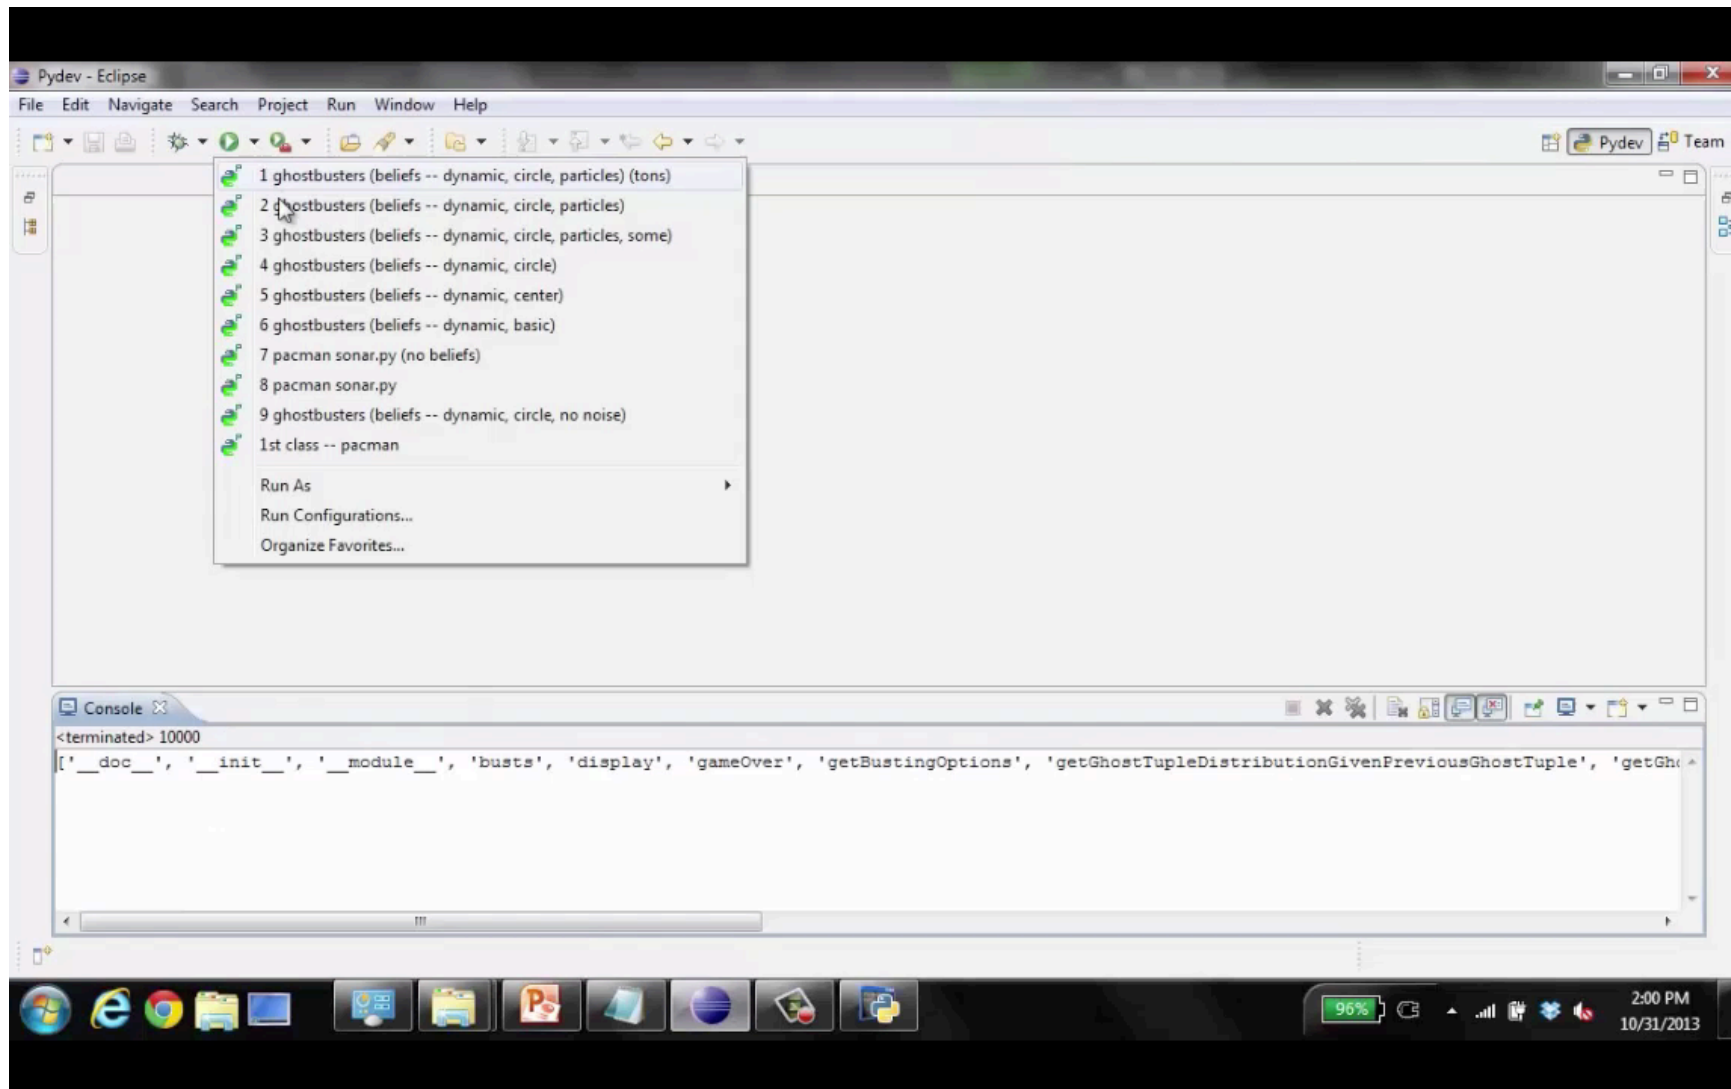 Pydev - Eclipse
File Edit Navigate Search Project Run Window Help
Pydev Team
1 ghostbusters (beliefs -- dynamic, circle, particles) (tons)
2 ghostbusters (beliefs -- dynamic, circle, particles)
3 ghostbusters (beliefs -- dynamic, circle, particles, some)
4 ghostbusters (beliefs -- dynamic, circle)
5 ghostbusters (beliefs -- dynamic, center)
6 ghostbusters (beliefs -- dynamic, basic)
7 pacman sonar.py (no beliefs)
8 pacman sonar.py
9 ghostbusters (beliefs -- dynamic, circle, no noise)
1st class -- pacman
Run As
Run Configurations...
Organize Favorites...
Console
<terminated> 10000
['__doc__', '__init__', '__module__', 'busts', 'display', 'gameOver', 'getBustingOptions', 'getGhostTupleDistributionGivenPreviousGhostTuple', 'getGho
96%
2:00 PM
10/31/2013